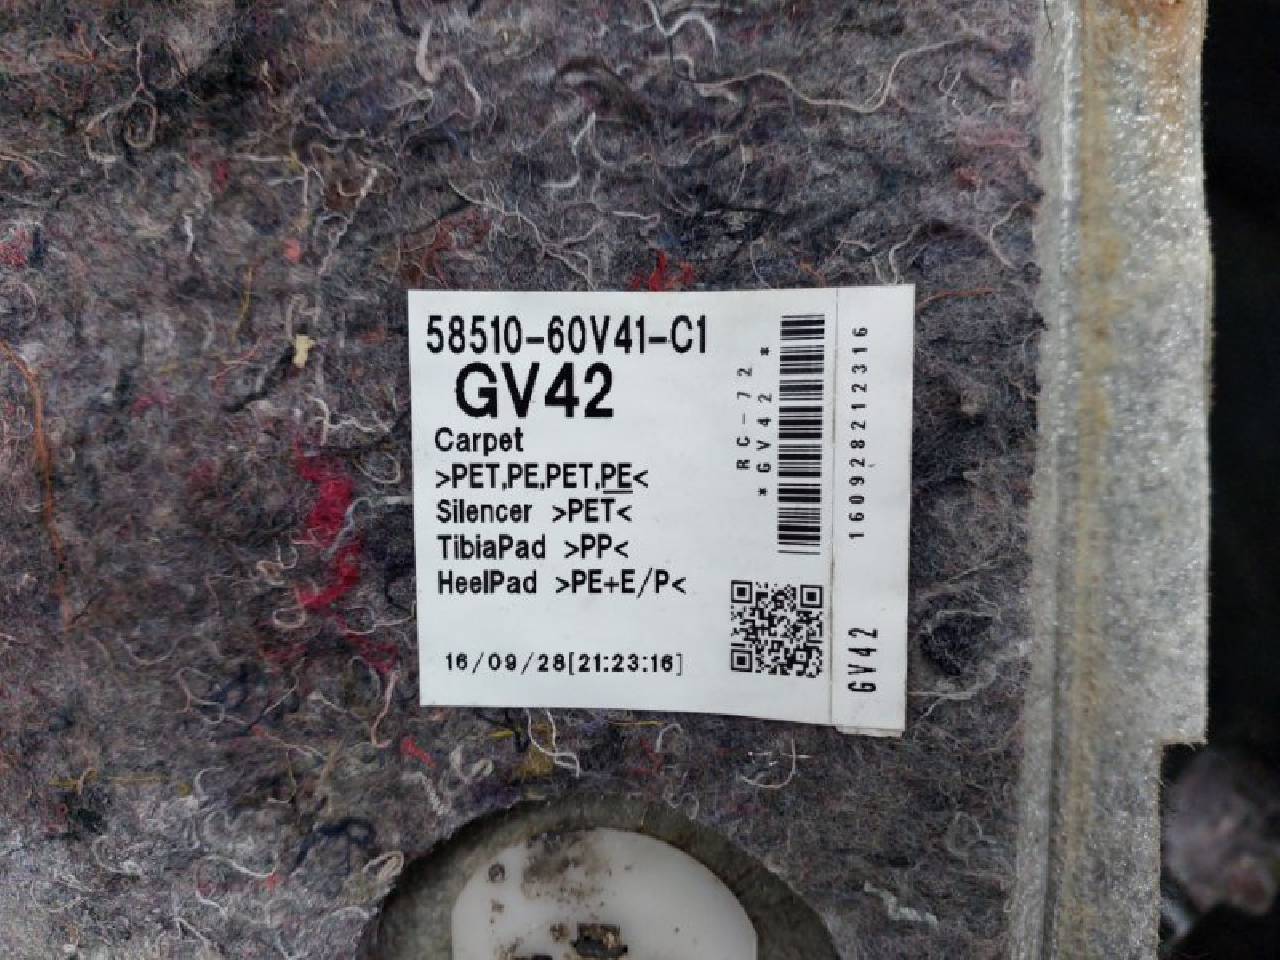 58510-60V41-C1
GV42
Carpet
>PET,PE,PET,PE<
Silencer >PET<
TibiaPad >PP<
HeelPad >PE+E/P<
16/09/28[21:23:16]
RC-72
*GV42*
160928212316
GV42